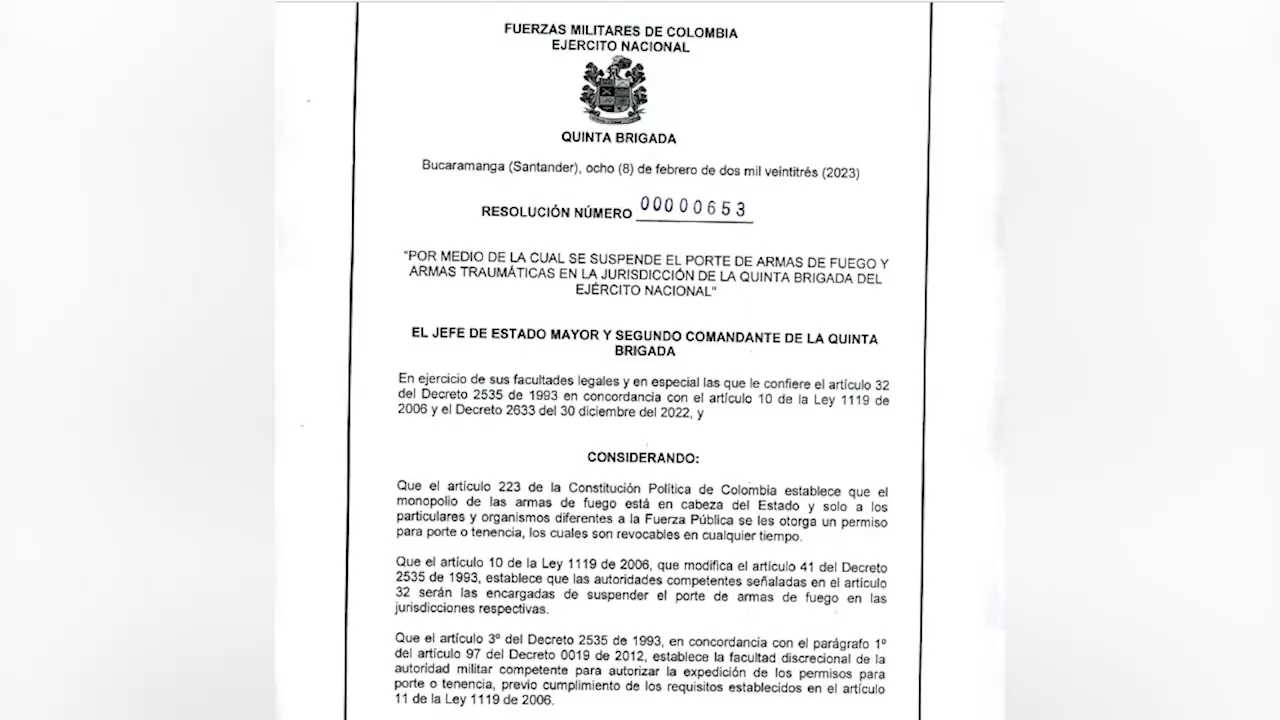 FUERZAS MILITARES DE COLOMBIA
EJERCITO NACIONAL
QUINTA BRIGADA
Bucaramanga (Santander), ocho (8) de febrero de dos mil veintitrés (2023)
RESOLUCIÓN NÚMERO 00000653
"POR MEDIO DE LA CUAL SE SUSPENDE EL PORTE DE ARMAS DE FUEGO Y
ARMAS TRAUMÁTICAS EN LA JURISDICCIÓN DE LA QUINTA BRIGADA DEL
EJÉRCITO NACIONAL"
EL JEFE DE ESTADO MAYOR Y SEGUNDO COMANDANTE DE LA QUINTA
BRIGADA
En ejercicio de sus facultades legales y en especial las que le confiere el artículo 32
del Decreto 2535 de 1993 en concordancia con el artículo 10 de la Ley 1119 de
2006 y el Decreto 2633 del 30 diciembre del 2022, y
CONSIDERANDO:
Que el artículo 223 de la Constitución Política de Colombia establece que el
monopolio de las armas de fuego está en cabeza del Estado y solo a los
particulares y organismos diferentes a la Fuerza Pública se les otorga un permiso
para porte o tenencia, los cuales son revocables en cualquier tiempo.
Que el artículo 10 de la Ley 1119 de 2006, que modifica el artículo 41 del Decreto
2535 de 1993, establece que las autoridades competentes señaladas en el artículo
32 serán las encargadas de suspender el porte de armas de fuego en las
jurisdicciones respectivas.
Que el artículo 3º del Decreto 2535 de 1993, en concordancia con el parágrafo 1º
del artículo 97 del Decreto 0019 de 2012, establece la facultad discrecional de la
autoridad militar competente para autorizar la expedición de los permisos para
porte o tenencia, previo cumplimiento de los requisitos establecidos en el artículo
11 de la Ley 1119 de 2006.